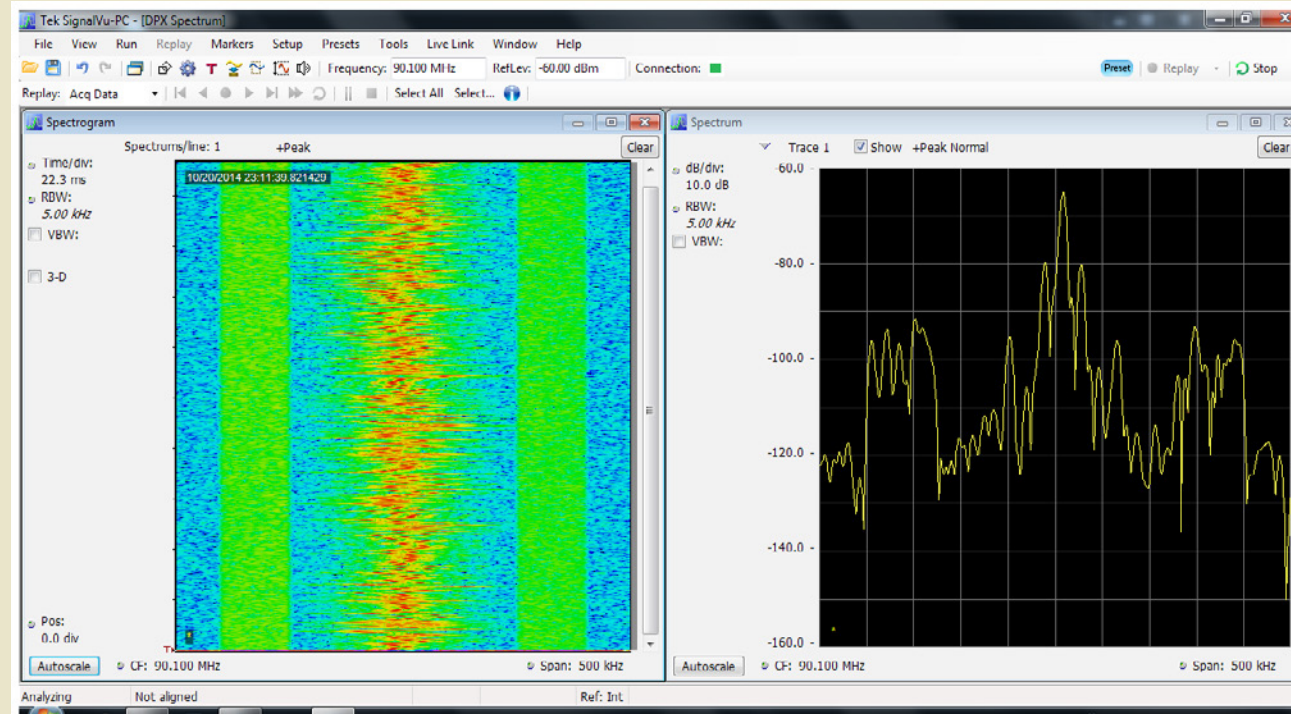 Tek SignalVu-PC - [DPX Spectrum]
File View Run Replay Markers Setup Presets Tools Live Link Window Help
T Frequency: 90.100 MHz RefLev: -60.00 dBm Connection: Preset Replay Stop
Replay: Acq Data Select All Select...
Spectrogram
Spectrums/line: 1 +Peak Clear
Time/div:
22.3 ms
RBW:
5.00 kHz
VBW:
3-D
10/20/2014 23:11:39.821429
Pos:
0.0 div
Autoscale CF: 90.100 MHz Span: 500 kHz
Spectrum
Trace 1 Show +Peak Normal Clear
dB/div:
10.0 dB
RBW:
5.00 kHz
VBW:
-60.0
-80.0
-100.0
-120.0
-140.0
-160.0
Autoscale CF: 90.100 MHz Span: 500 kHz
Analyzing Not aligned Ref: Int